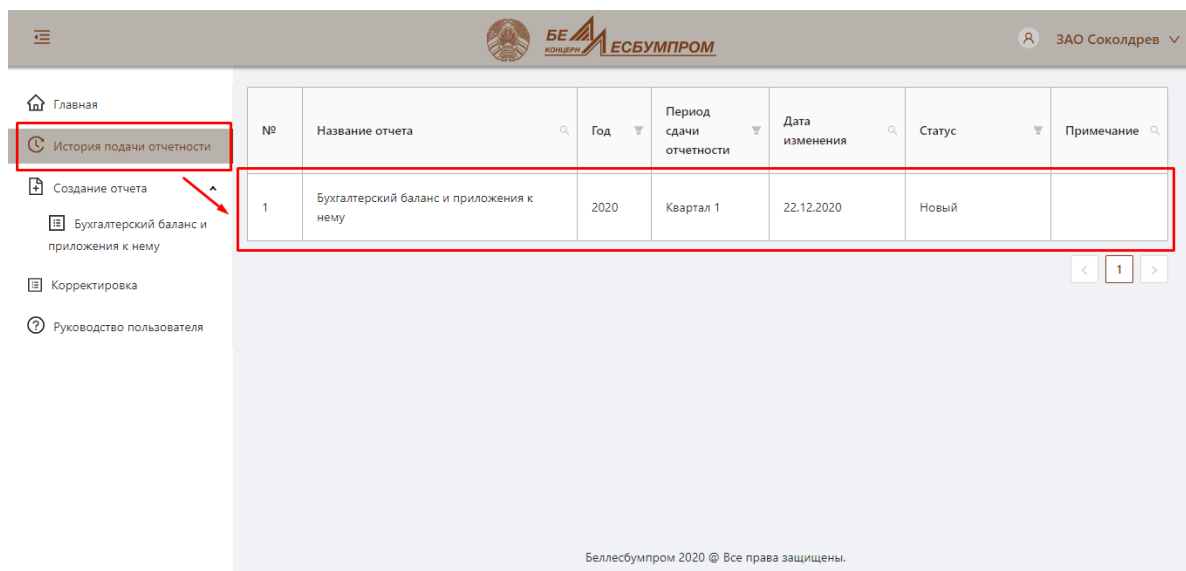 БЕЛЛЕСБУМПРОМ
КОНЦЕРН
ЗАО Соколдрев
Главная
История подачи отчетности
Создание отчета
Бухгалтерский баланс и
приложения к нему
Корректировка
Руководство пользователя
№
Название отчета
Год
Период
сдачи
отчетности
Дата
изменения
Статус
Примечание
1
Бухгалтерский баланс и приложения к
нему
2020
Квартал 1
22.12.2020
Новый
< 1 >
Беллесбумпром 2020 @ Все права защищены.